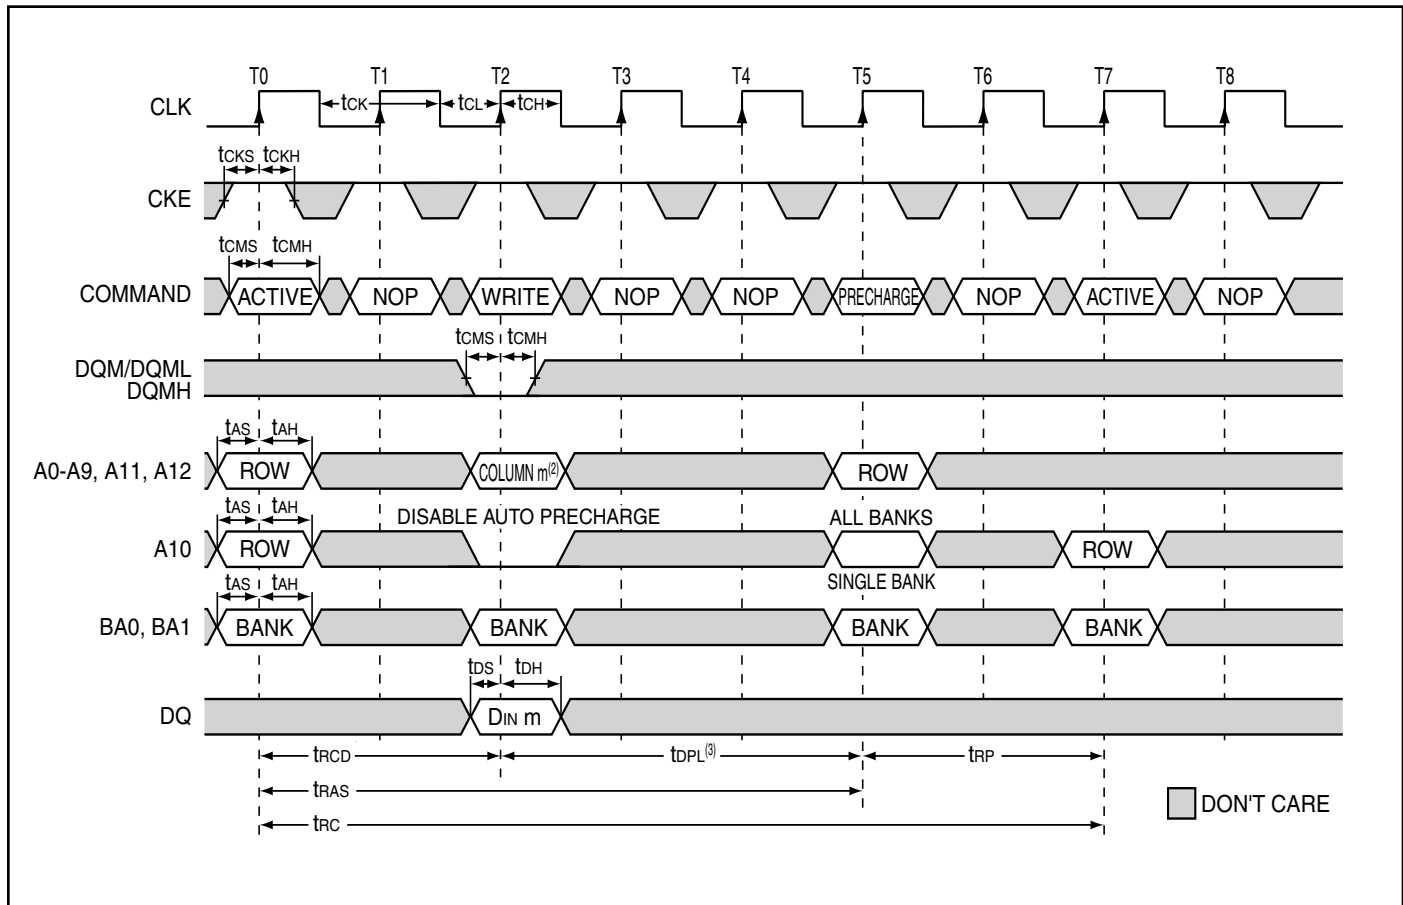 T0 T1 T2 T3 T4 T5 T6 T7 T8
CLK tCK tCL tCH
tCKS tCKH
CKE
tCMS tCMH
COMMAND ACTIVE NOP WRITE NOP NOP PRECHARGE NOP ACTIVE NOP
tCMS tCMH
DQM/DQML
DQMH
tAS tAH
A0-A9, A11, A12 ROW COLUMN m(2) ROW
tAS tAH DISABLE AUTO PRECHARGE ALL BANKS
A10 ROW ROW
tAS tAH SINGLE BANK
BA0, BA1 BANK BANK BANK BANK
tDS tDH
DQ DIN m
tRCD tDPL(3) tRP
tRAS
DON'T CARE
tRC